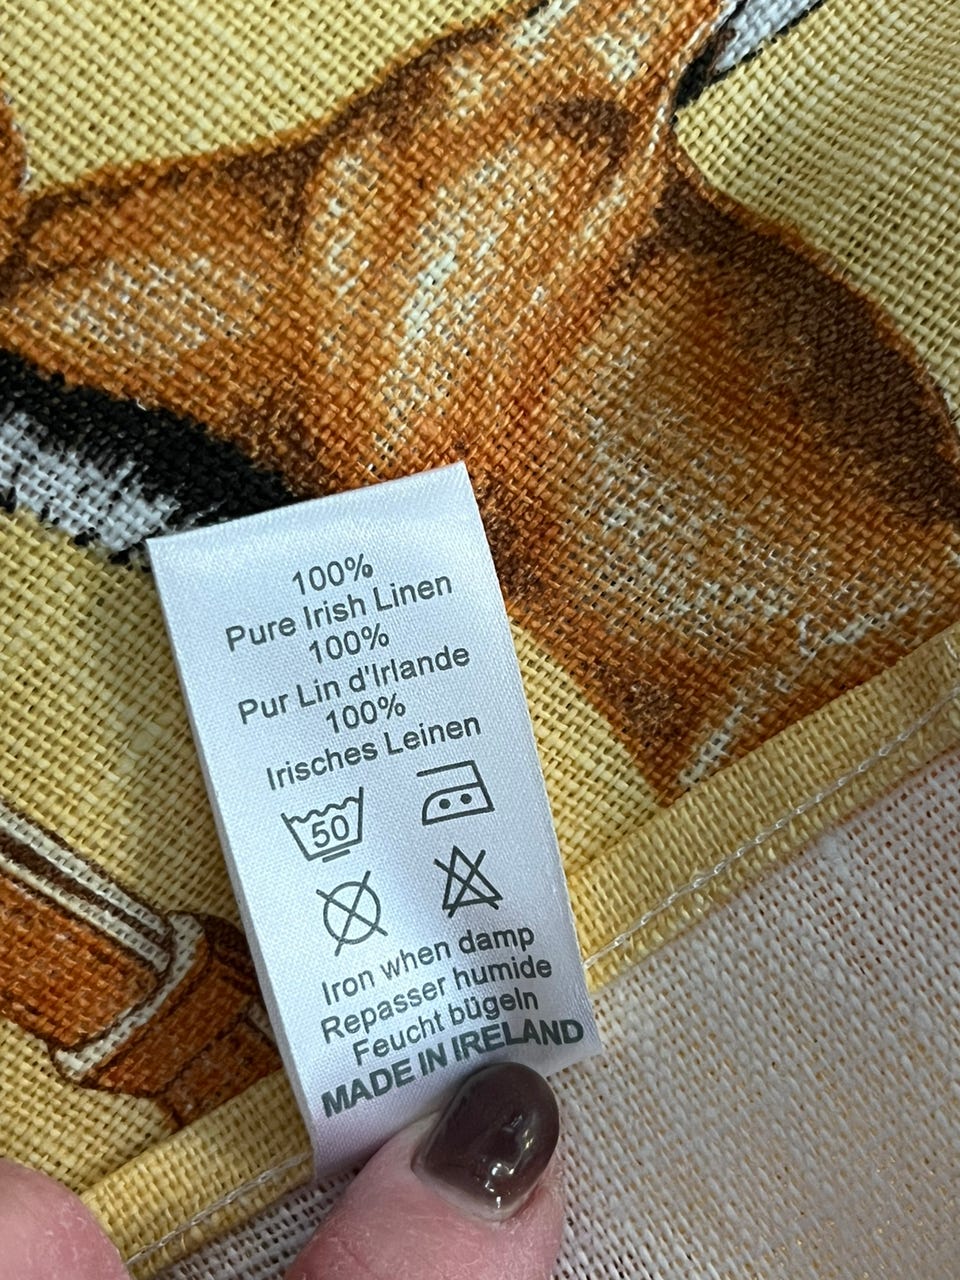 100%
Pure Irish Linen
100%
Pur Lin d'Irlande
100%
Irisches Leinen
50
Iron when damp
Repasser humide
Feucht bügeln
MADE IN IRELAND